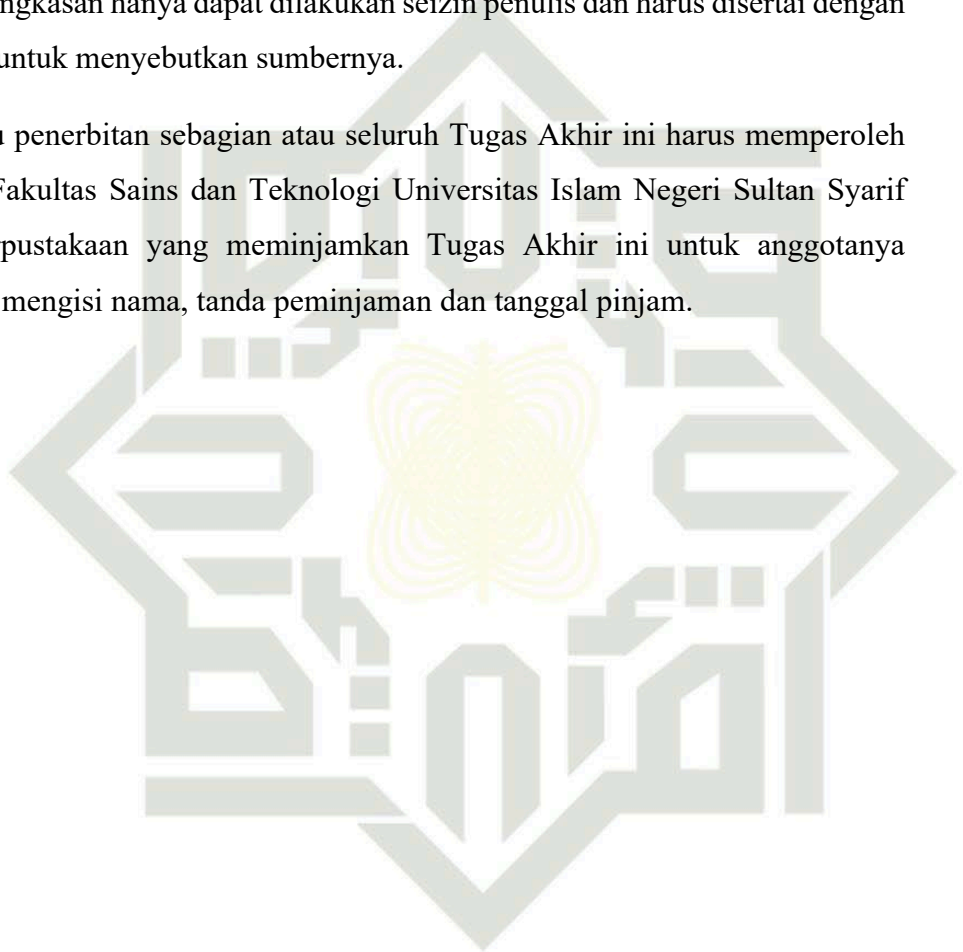 ngkasan hanya dapat dilakukan seizin penulis dan harus disertai dengan
untuk menyebutkan sumbernya.
u penerbitan sebagian atau seluruh Tugas Akhir ini harus memperoleh
Fakultas Sains dan Teknologi Universitas Islam Negeri Sultan Syarif
rpustakaan yang meminjamkan Tugas Akhir ini untuk anggotanya
mengisi nama, tanda peminjaman dan tanggal pinjam.